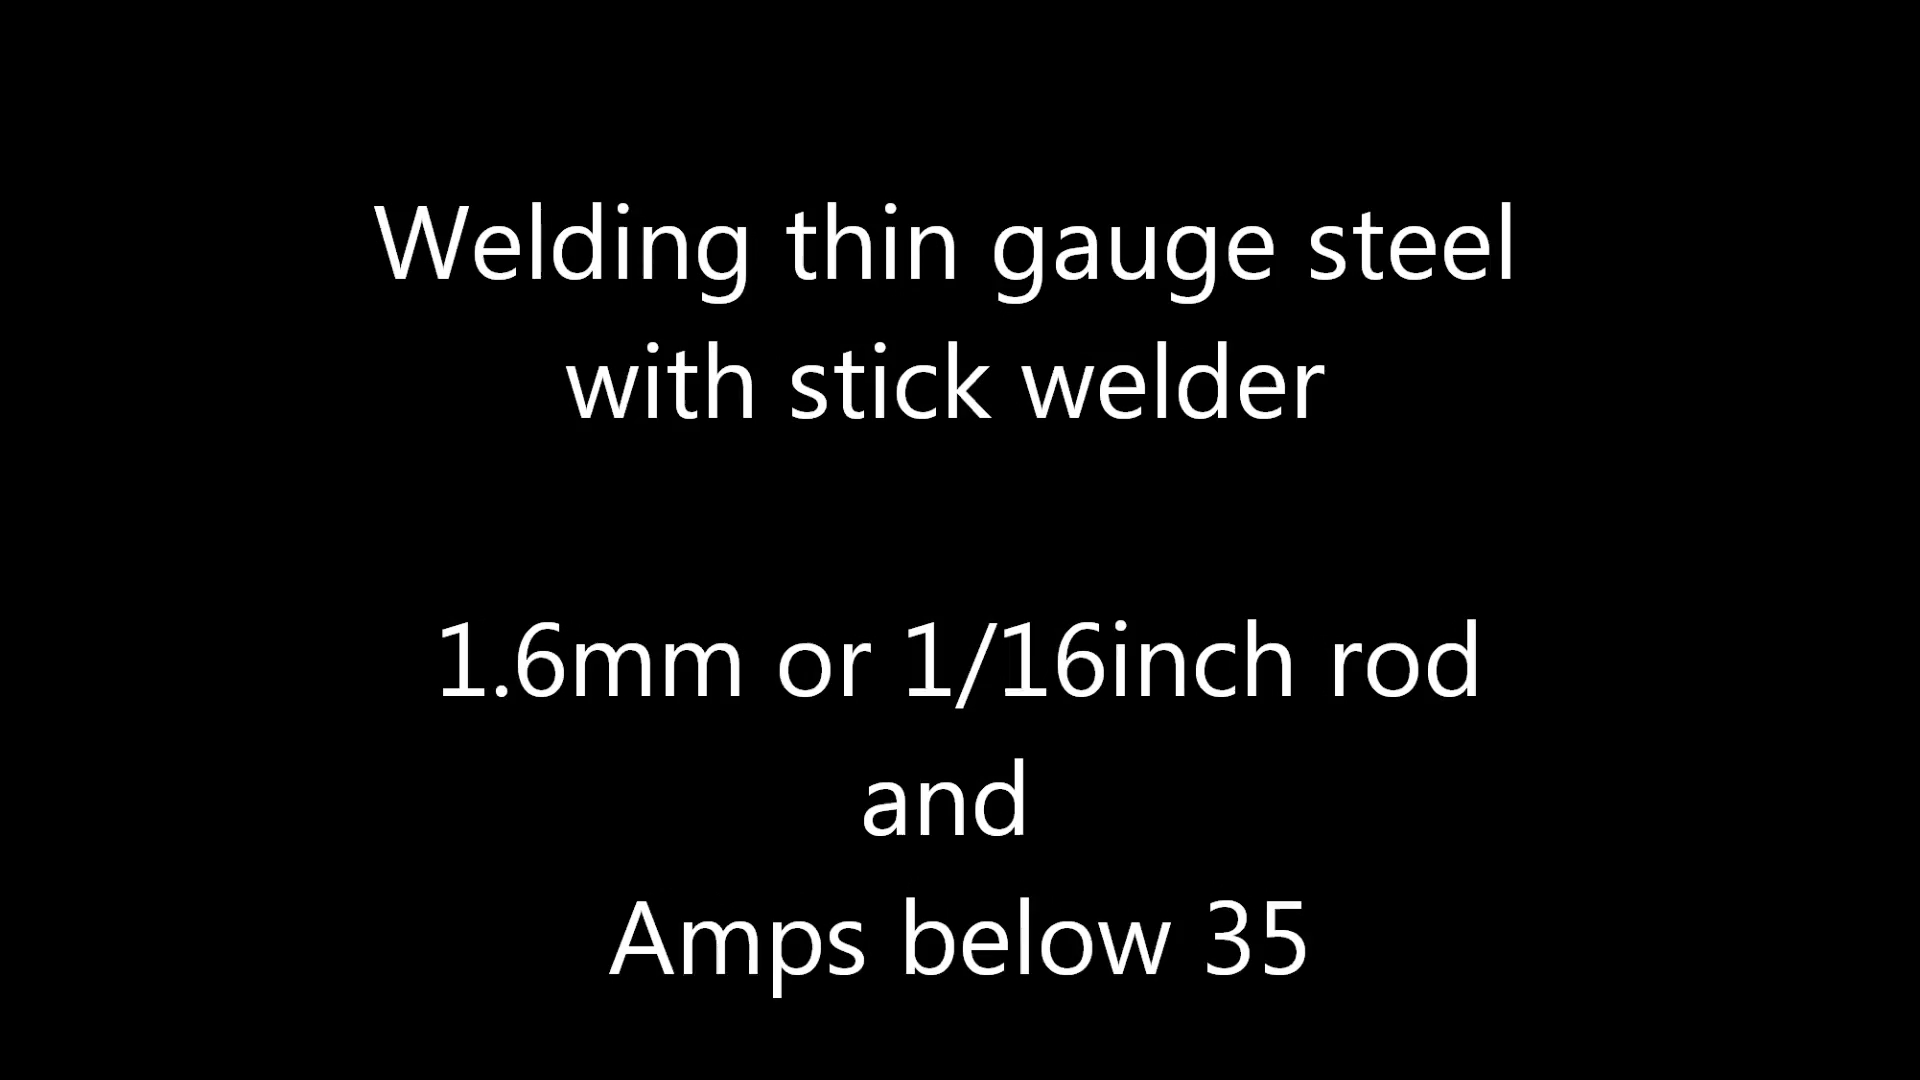 Welding thin gauge steel
with stick welder
1.6mm or 1/16inch rod
and
Amps below 35